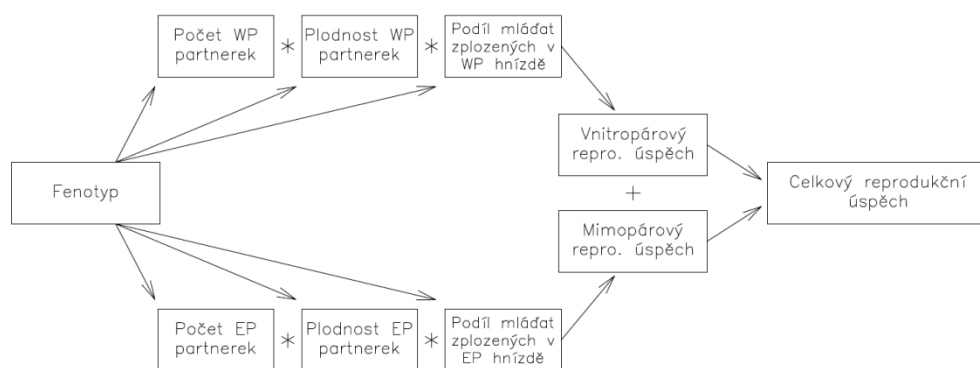 Počet WP
partnerek
*
Plodnost WP
partnerek
*
Podíl mláďat
zplozených v
WP hnízdě
Vnitropárový
repro. úspěch
Fenotyp
+
Celkový reprodukční
úspěch
Mimopárový
repro. úspěch
Počet EP
partnerek
*
Plodnost EP
partnerek
*
Podíl mláďat
zplozených v
EP hnízdě